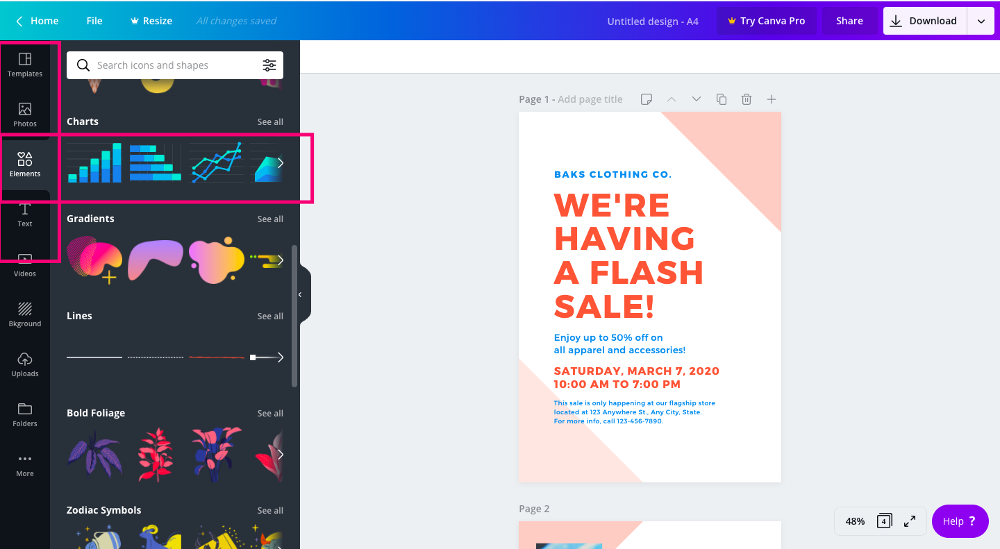 Home
File
Resize
All changes saved
Untitled design - A4
Try Canva Pro
Share
Download
Templates
Photos
Elements
Text
Videos
Bkground
Uploads
Folders
More
Search icons and shapes
Charts
See all
Gradients
See all
Lines
See all
Bold Foliage
See all
Zodiac Symbols
See all
Page 1 - Add page title
BAKS CLOTHING CO.
WE'RE
HAVING
A FLASH
SALE!
Enjoy up to 50% off on
all apparel and accessories!
SATURDAY, MARCH 7, 2020
10:00 AM TO 7:00 PM
This sale is only happening at our flagship store
located at 123 Anywhere St., Any City, State.
For more info, call 123-456-7890.
Page 2
48%
4
Help ?